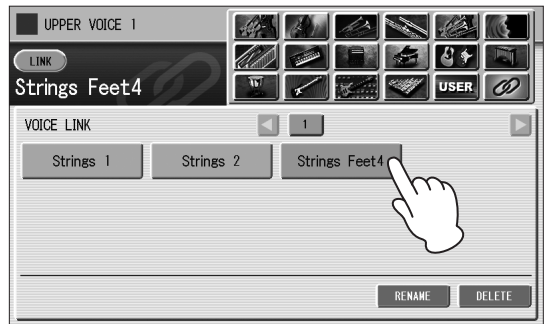 UPPER VOICE 1
LINK
Strings Feet4
USER
VOICE LINK 1
Strings 1 Strings 2 Strings Feet4
RENAME DELETE